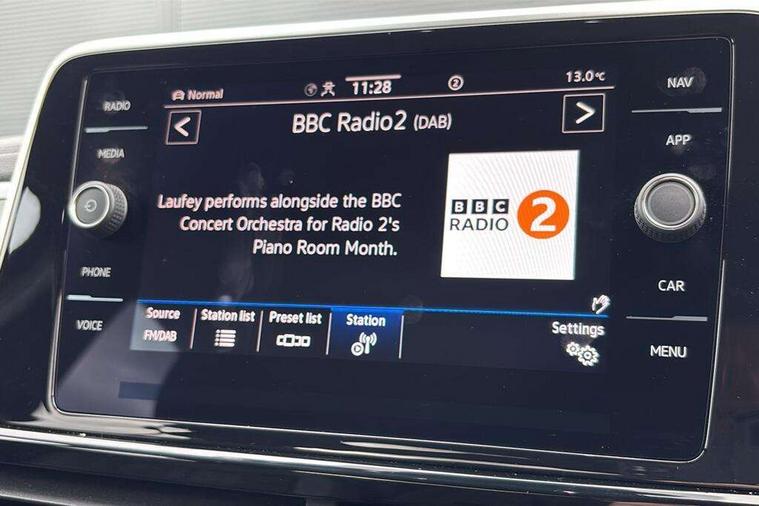 RADIO
MEDIA
PHONE
VOICE
Normal
11:28
2
13.0°C
<
BBC Radio2 (DAB)
>
Laufey performs alongside the BBC
Concert Orchestra for Radio 2's
Piano Room Month.
BBC
RADIO
2
Source
FM/DAB
Station list
Preset list
Station
Settings
NAV
APP
CAR
MENU